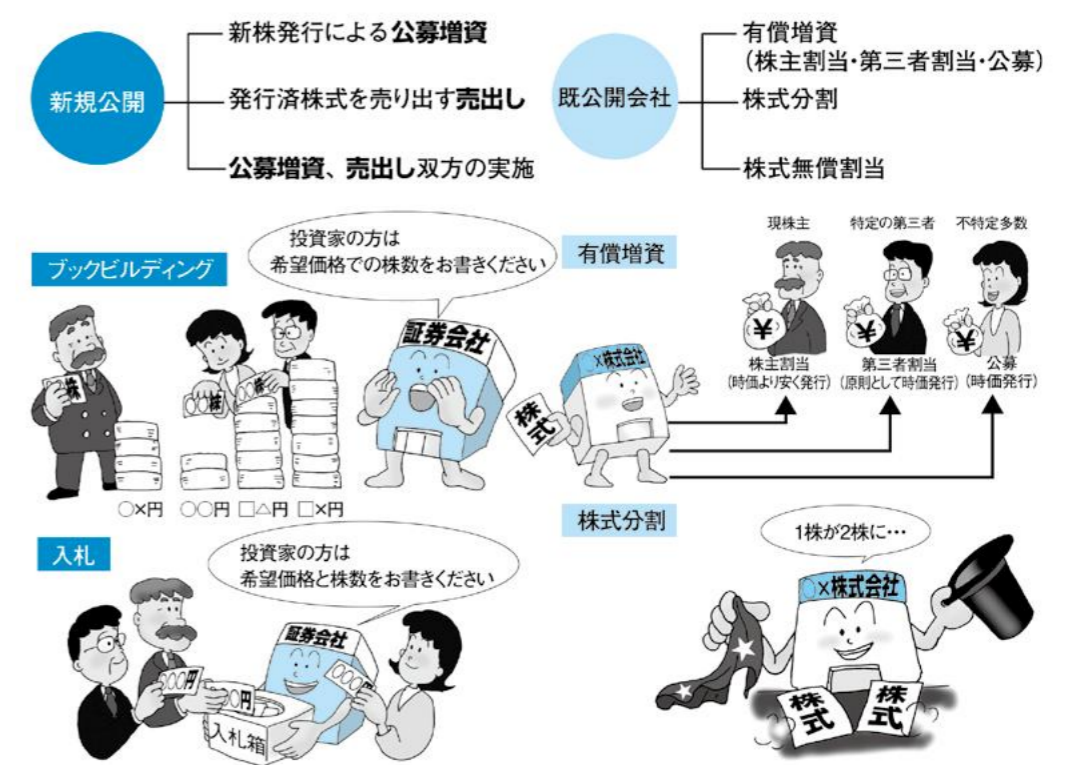 新規公開
新株発行による公募増資
発行済株式を売り出す売出し
公募増資、売出し双方の実施
既公開会社
有償増資
(株主割当・第三者割当・公募)
株式分割
株式無償割当
ブックビルディング
投資家の方は
希望価格での株数をお書きください
証券会社
株
○○株
○○株
○×円
○○円
□△円
□×円
有償増資
現株主
特定の第三者
不特定多数
¥
¥
¥
株主割当
(時価より安く発行)
第三者割当
(原則として時価発行)
公募
(時価発行)
○×株式会社
株式
入札
投資家の方は
希望価格と株数をお書きください
証券会社
○○○円
○○円
○○○
入札箱
株式分割
1株が2株に…
○×株式会社
株式
株式